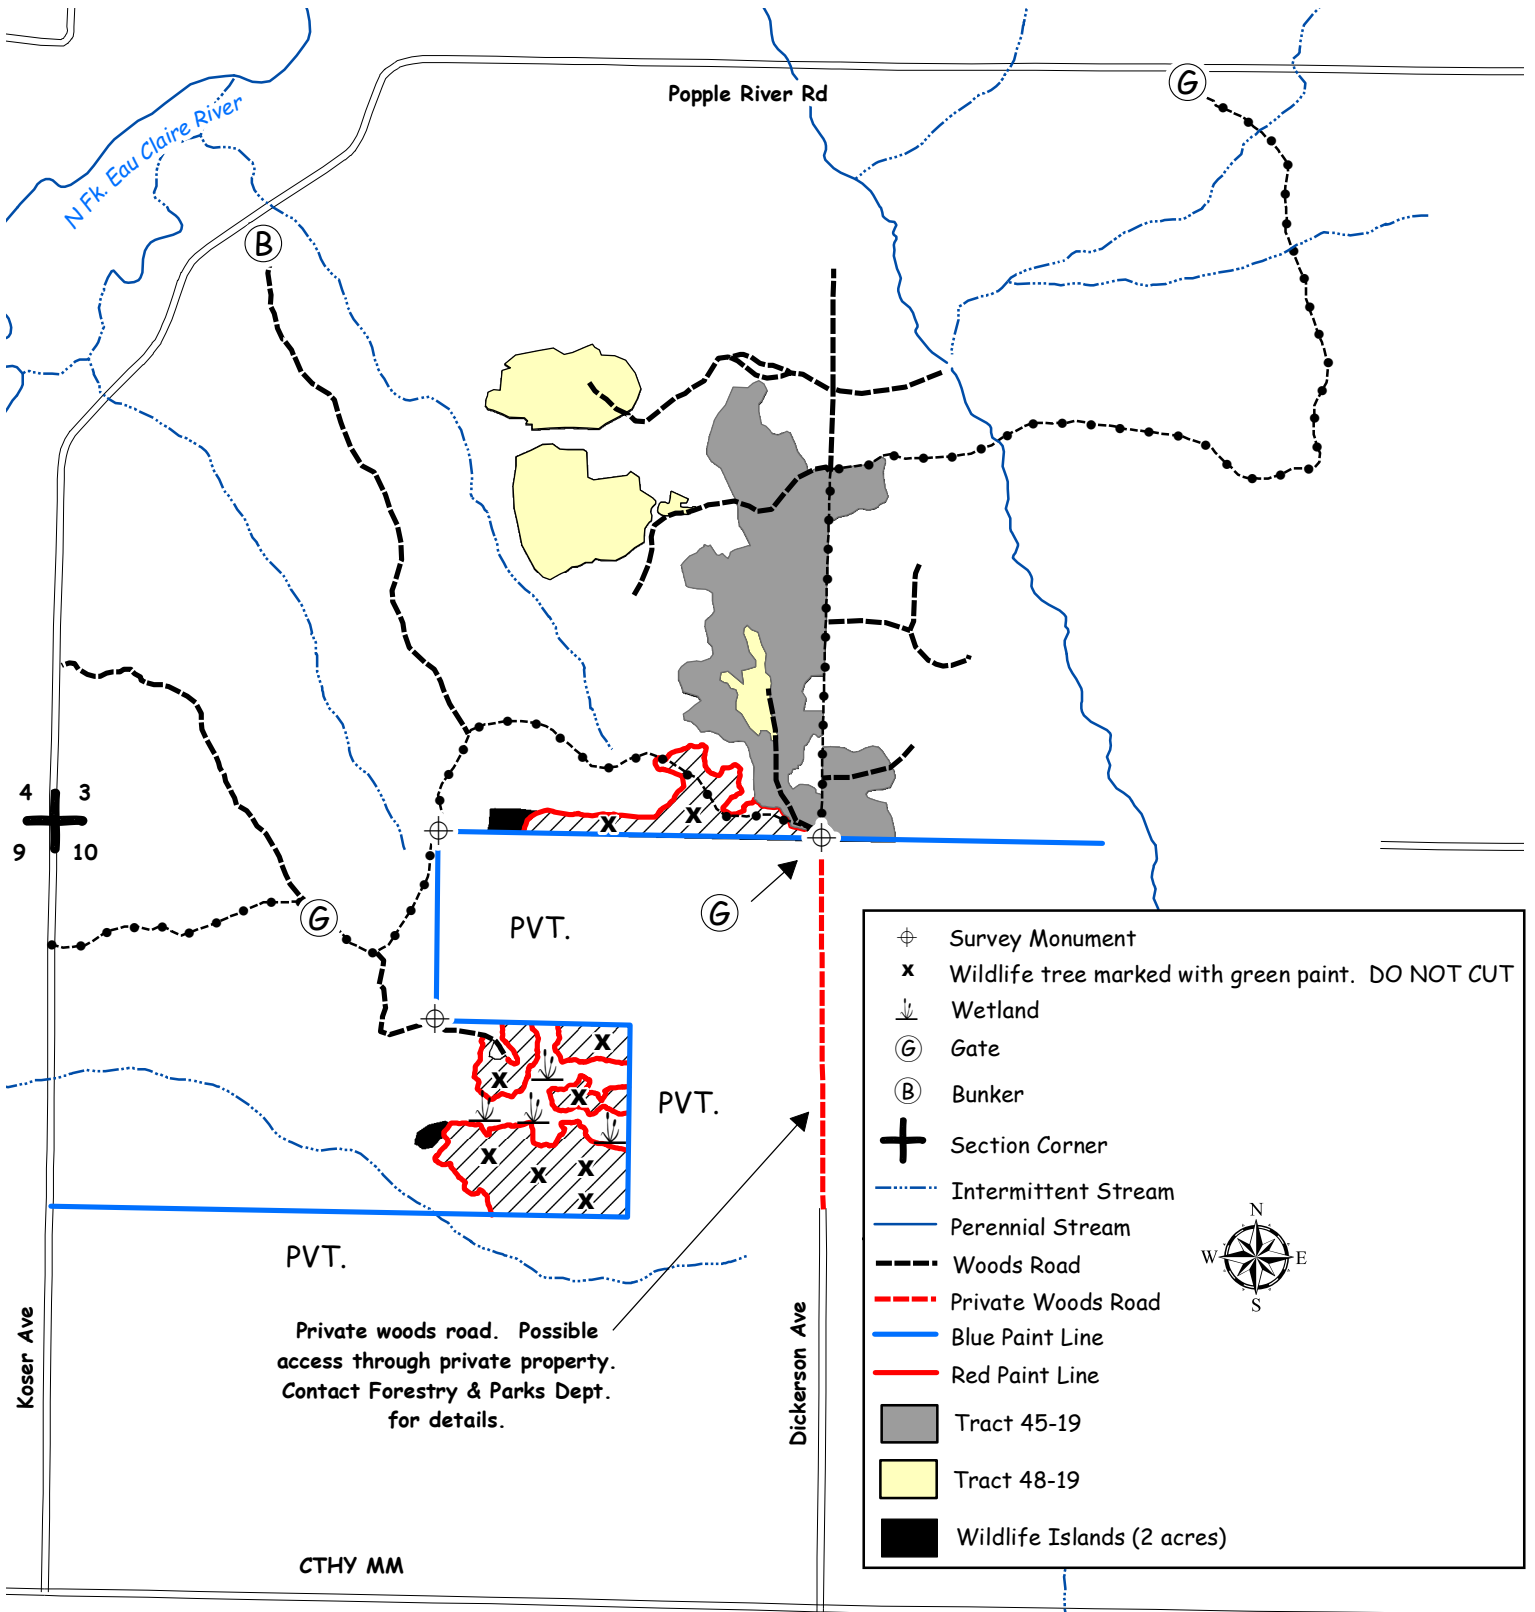 Popple River Rd
G
N Fk. Eau Claire River
B
4 3
9 10
G
G
PVT.
X
X
PVT.
X
X
X
X
X
X
X
PVT.
Koser Ave
Private woods road. Possible
access through private property.
Contact Forestry & Parks Dept.
for details.
Dickerson Ave
CTHY MM
Survey Monument
X Wildlife tree marked with green paint. DO NOT CUT
Wetland
G Gate
B Bunker
Section Corner
Intermittent Stream
Perennial Stream
Woods Road
Private Woods Road
Blue Paint Line
Red Paint Line
Tract 45-19
Tract 48-19
Wildlife Islands (2 acres)
N
W E
S